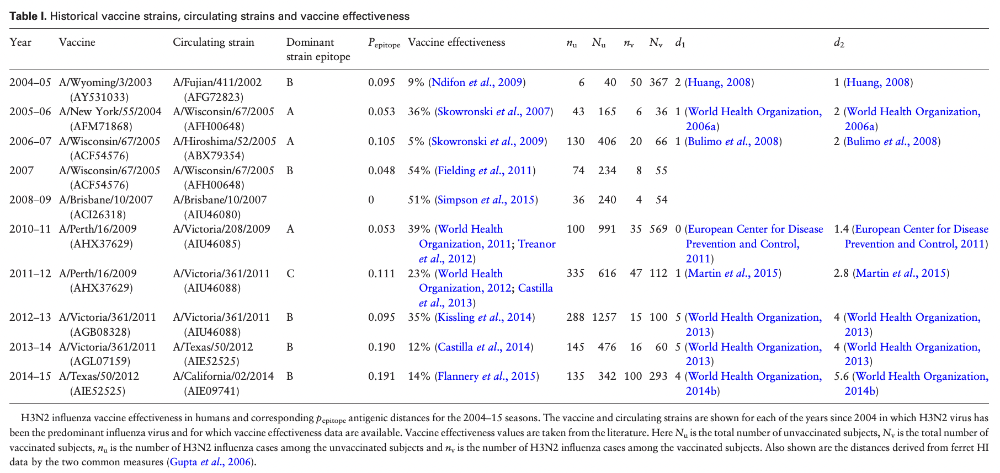 Table I. Historical vaccine strains, circulating strains and vaccine effectiveness
Year Vaccine Circulating strain Dominant strain epitope Pepitope Vaccine effectiveness nu Nu nv Nv d1 d2
2004–05 A/Wyoming/3/2003 A/Fujian/411/2002 B 0.095 9% (Ndifon et al., 2009) 6 40 50 367 2 (Huang, 2008) 1 (Huang, 2008)
(AY531033) (AFG72823)
2005–06 A/New York/55/2004 A/Wisconsin/67/2005 A 0.053 36% (Skowronski et al., 2007) 43 165 6 36 1 (World Health Organization, 2 (World Health Organization,
(AFM71868) (AFH00648) 2006a) 2006a)
2006–07 A/Wisconsin/67/2005 A/Hiroshima/52/2005 A 0.105 5% (Skowronski et al., 2009) 130 406 20 66 1 (Bulimo et al., 2008) 2 (Bulimo et al., 2008)
(ACF54576) (ABX79354)
2007 A/Wisconsin/67/2005 A/Wisconsin/67/2005 B 0.048 54% (Fielding et al., 2011) 74 234 8 55
(ACF54576) (AFH00648)
2008–09 A/Brisbane/10/2007 A/Brisbane/10/2007 0 51% (Simpson et al., 2015) 36 240 4 54
(ACI26318) (AIU46080)
2010–11 A/Perth/16/2009 A/Victoria/208/2009 A 0.053 39% (World Health 100 991 35 569 0 (European Center for Disease 1.4 (European Center for Disease
(AHX37629) (AIU46085) Organization, 2011; Treanor Prevention and Control, Prevention and Control, 2011)
et al., 2012) 2011)
2011–12 A/Perth/16/2009 A/Victoria/361/2011 C 0.111 23% (World Health 335 616 47 112 1 (Martin et al., 2015) 2.8 (Martin et al., 2015)
(AHX37629) (AIU46088) Organization, 2012; Castilla
et al., 2013)
2012–13 A/Victoria/361/2011 A/Victoria/361/2011 B 0.095 35% (Kissling et al., 2014) 288 1257 15 100 5 (World Health Organization, 4 (World Health Organization,
(AGB08328) (AIU46088) 2013) 2013)
2013–14 A/Victoria/361/2011 A/Texas/50/2012 B 0.190 12% (Castilla et al., 2014) 145 476 16 60 5 (World Health Organization, 4 (World Health Organization,
(AGL07159) (AIE52525) 2013) 2013)
2014–15 A/Texas/50/2012 A/California/02/2014 B 0.191 14% (Flannery et al., 2015) 135 342 100 293 4 (World Health Organization, 5.6 (World Health Organization,
(AIE52525) (AIE09741) 2014b) 2014b)
H3N2 influenza vaccine effectiveness in humans and corresponding pepitope antigenic distances for the 2004–15 seasons. The vaccine and circulating strains are shown for each of the years since 2004 in which H3N2 virus has
been the predominant influenza virus and for which vaccine effectiveness data are available. Vaccine effectiveness values are taken from the literature. Here Nu is the total number of unvaccinated subjects, Nv is the total number of
vaccinated subjects, nu is the number of H3N2 influenza cases among the unvaccinated subjects and nv is the number of H3N2 influenza cases among the vaccinated subjects. Also shown are the distances derived from ferret HI
data by the two common measures (Gupta et al., 2006).